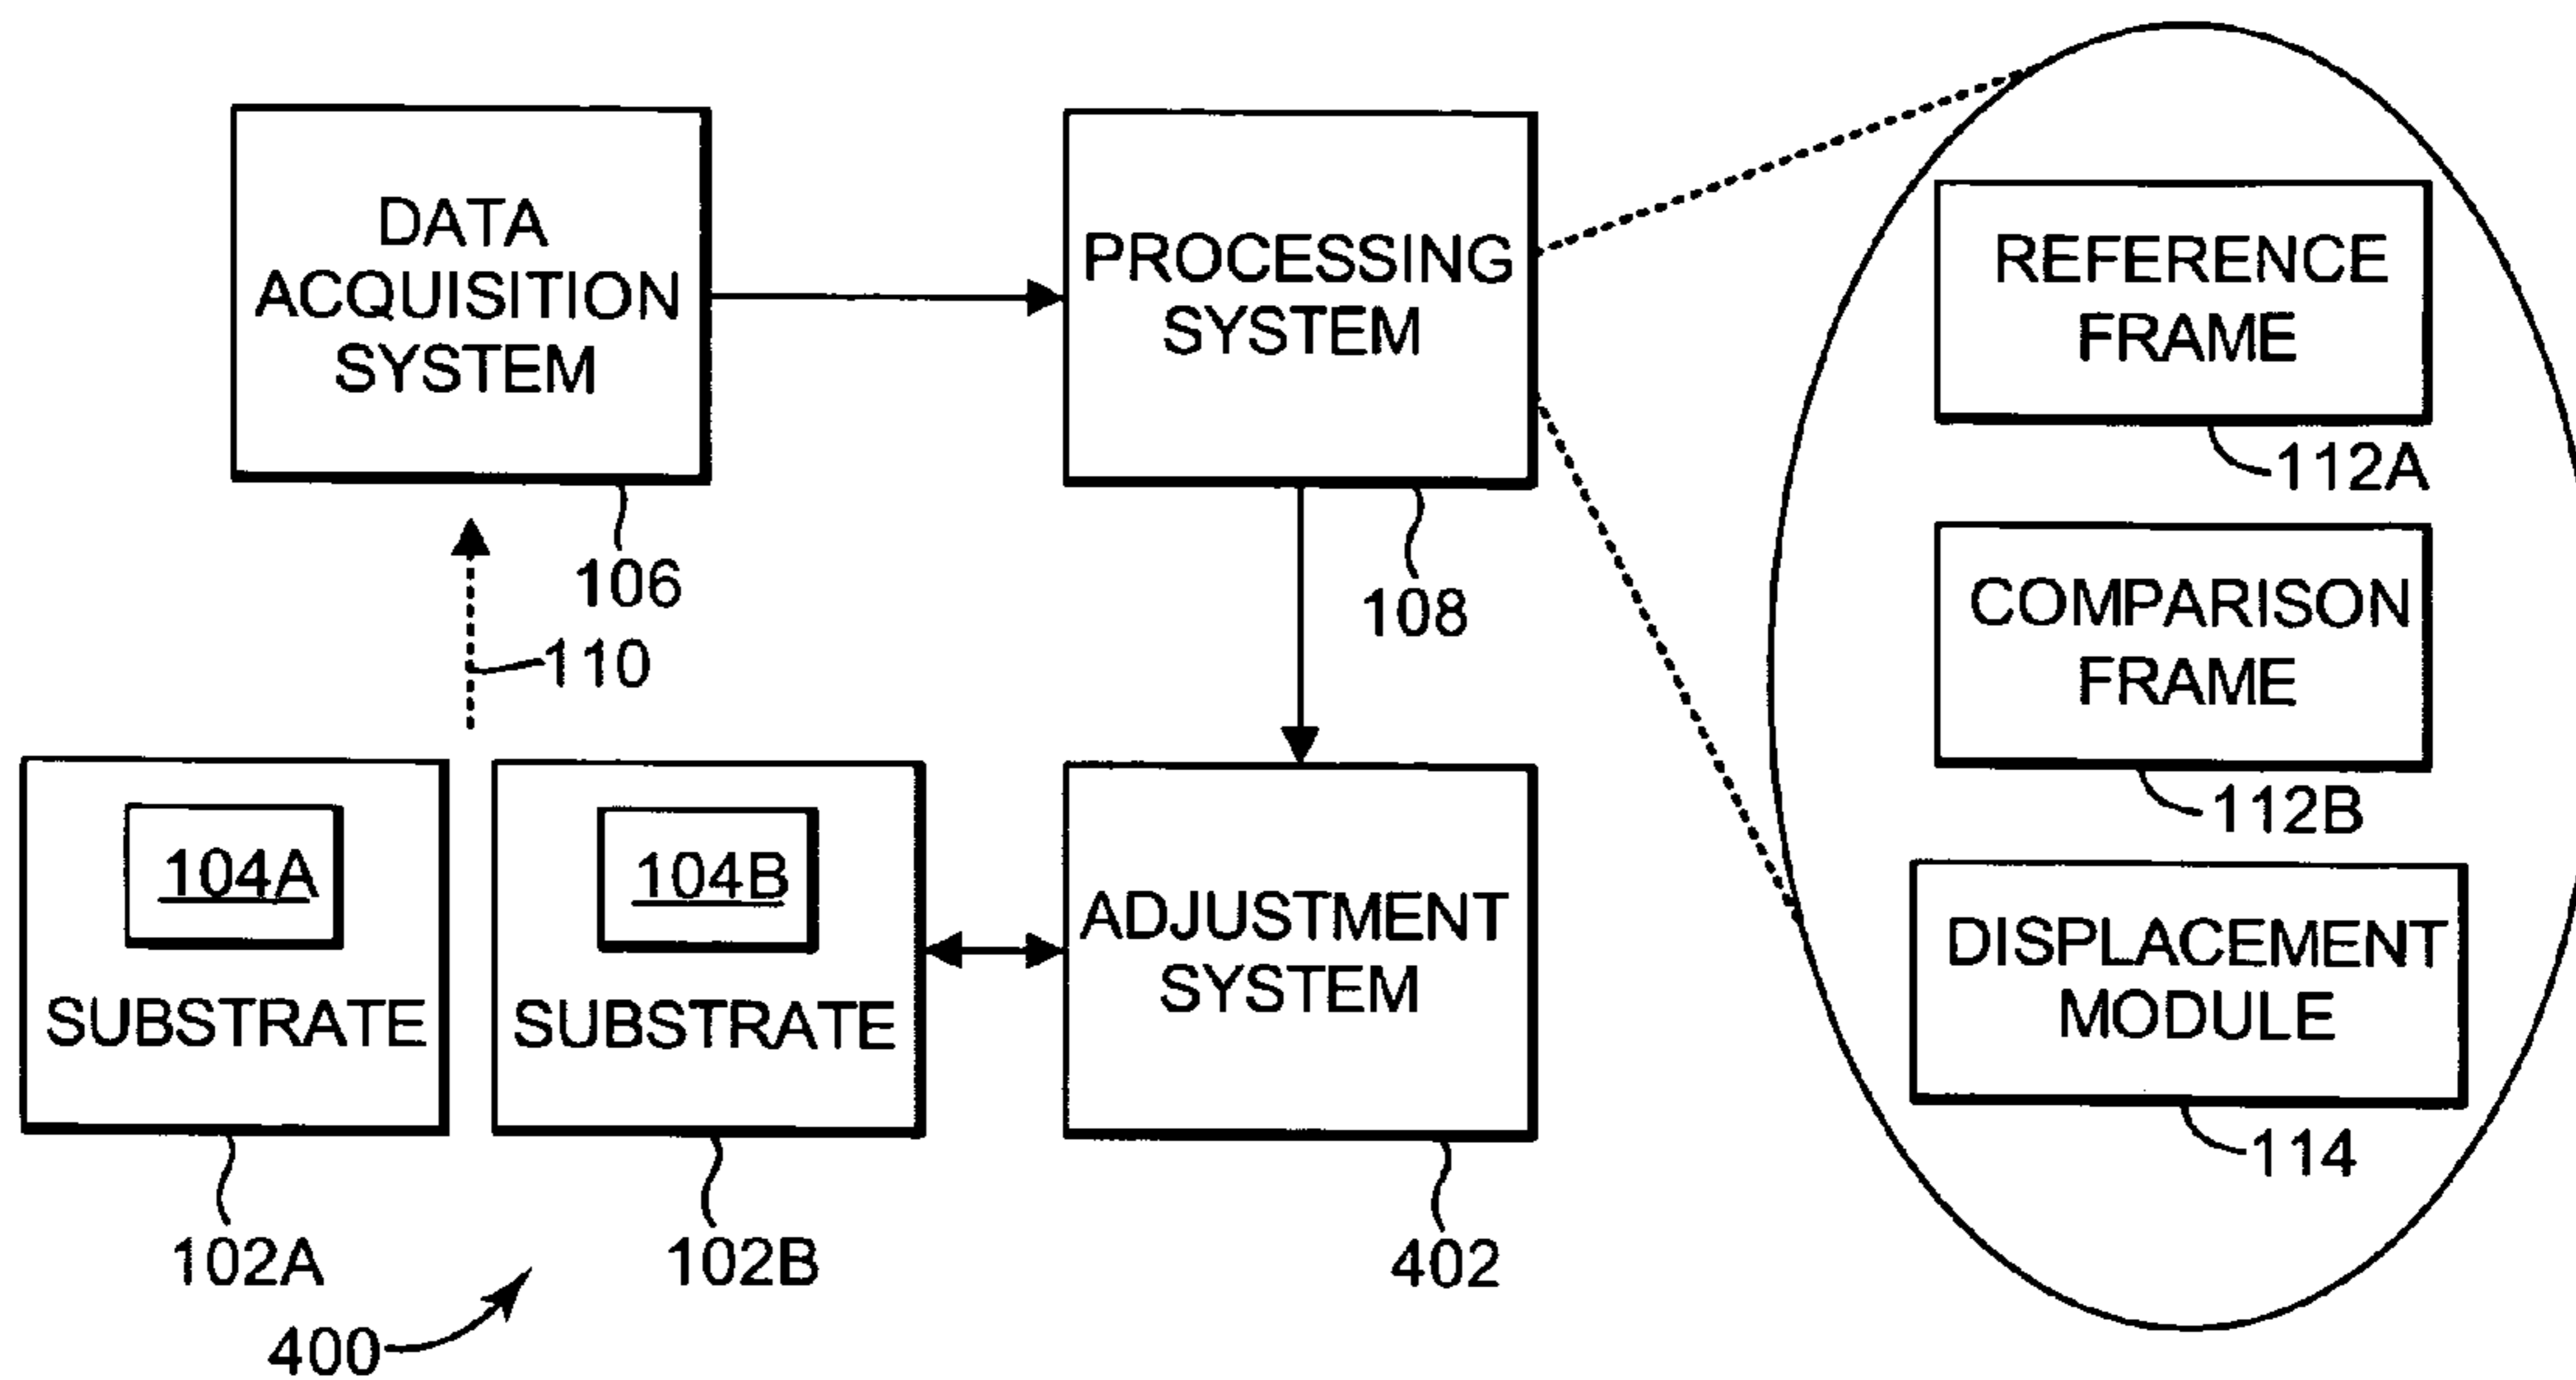 DATA
ACQUISITION
SYSTEM
106
PROCESSING
SYSTEM
108
REFERENCE
FRAME
112A
COMPARISON
FRAME
112B
DISPLACEMENT
MODULE
114
110
104A
SUBSTRATE
102A
104B
SUBSTRATE
102B
ADJUSTMENT
SYSTEM
402
400